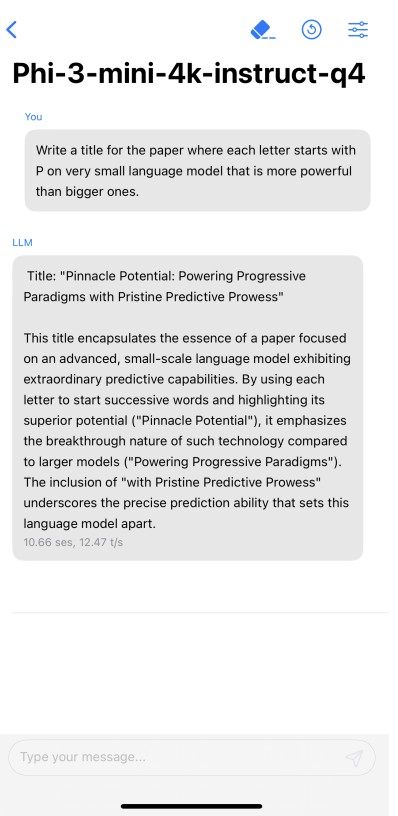 Phi-3-mini-4k-instruct-q4
You
Write a title for the paper where each letter starts with
P on very small language model that is more powerful
than bigger ones.
LLM
Title: "Pinnacle Potential: Powering Progressive
Paradigms with Pristine Predictive Prowess"
This title encapsulates the essence of a paper focused
on an advanced, small-scale language model exhibiting
extraordinary predictive capabilities. By using each
letter to start successive words and highlighting its
superior potential ("Pinnacle Potential"), it emphasizes
the breakthrough nature of such technology compared
to larger models ("Powering Progressive Paradigms").
The inclusion of "with Pristine Predictive Prowess"
underscores the precise prediction ability that sets this
language model apart.
10.66 ses, 12.47 t/s
Type your message...